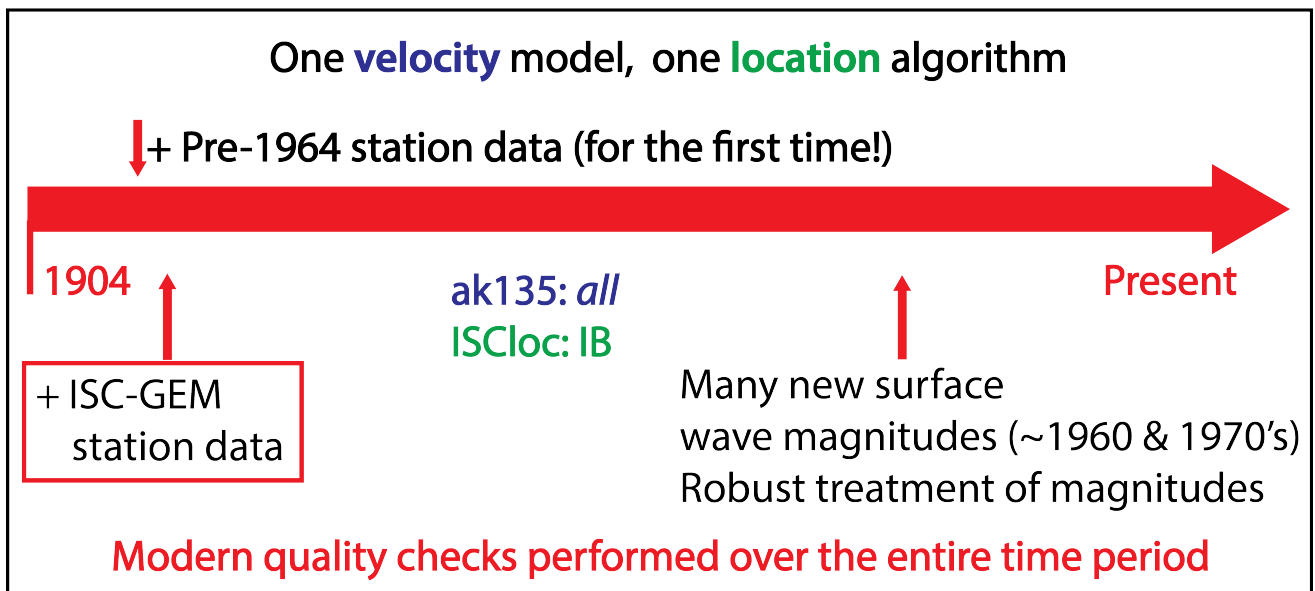 One velocity model, one location algorithm
+ Pre-1964 station data (for the first time!)
1904
Present
ak135: all
ISCloc: IB
+ ISC-GEM
station data
Many new surface
wave magnitudes (~1960 & 1970's)
Robust treatment of magnitudes
Modern quality checks performed over the entire time period